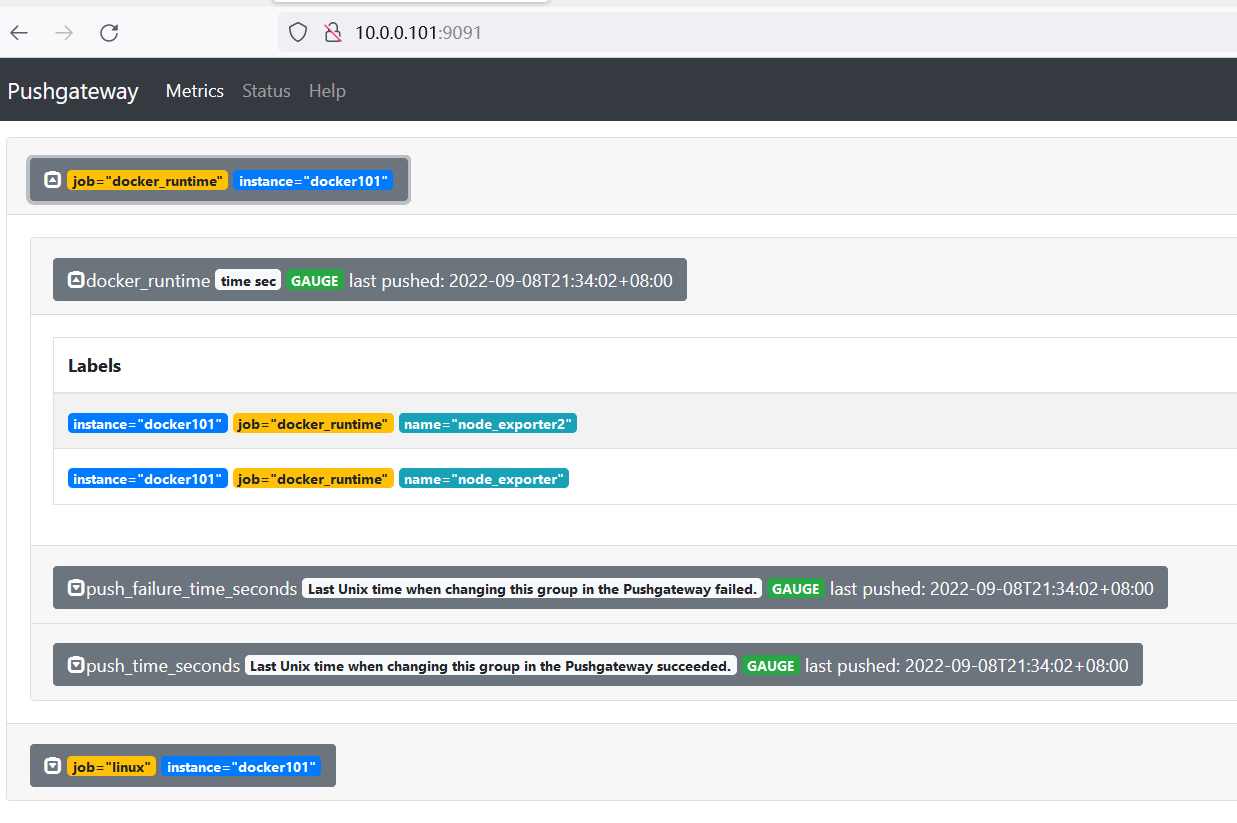 10.0.0.101:9091
Pushgateway Metrics Status Help
job="docker_runtime" instance="docker101"
docker_runtime time sec GAUGE last pushed: 2022-09-08T21:34:02+08:00
Labels
instance="docker101" job="docker_runtime" name="node_exporter2"
instance="docker101" job="docker_runtime" name="node_exporter"
push_failure_time_seconds Last Unix time when changing this group in the Pushgateway failed. GAUGE last pushed: 2022-09-08T21:34:02+08:00
push_time_seconds Last Unix time when changing this group in the Pushgateway succeeded. GAUGE last pushed: 2022-09-08T21:34:02+08:00
job="linux" instance="docker101"